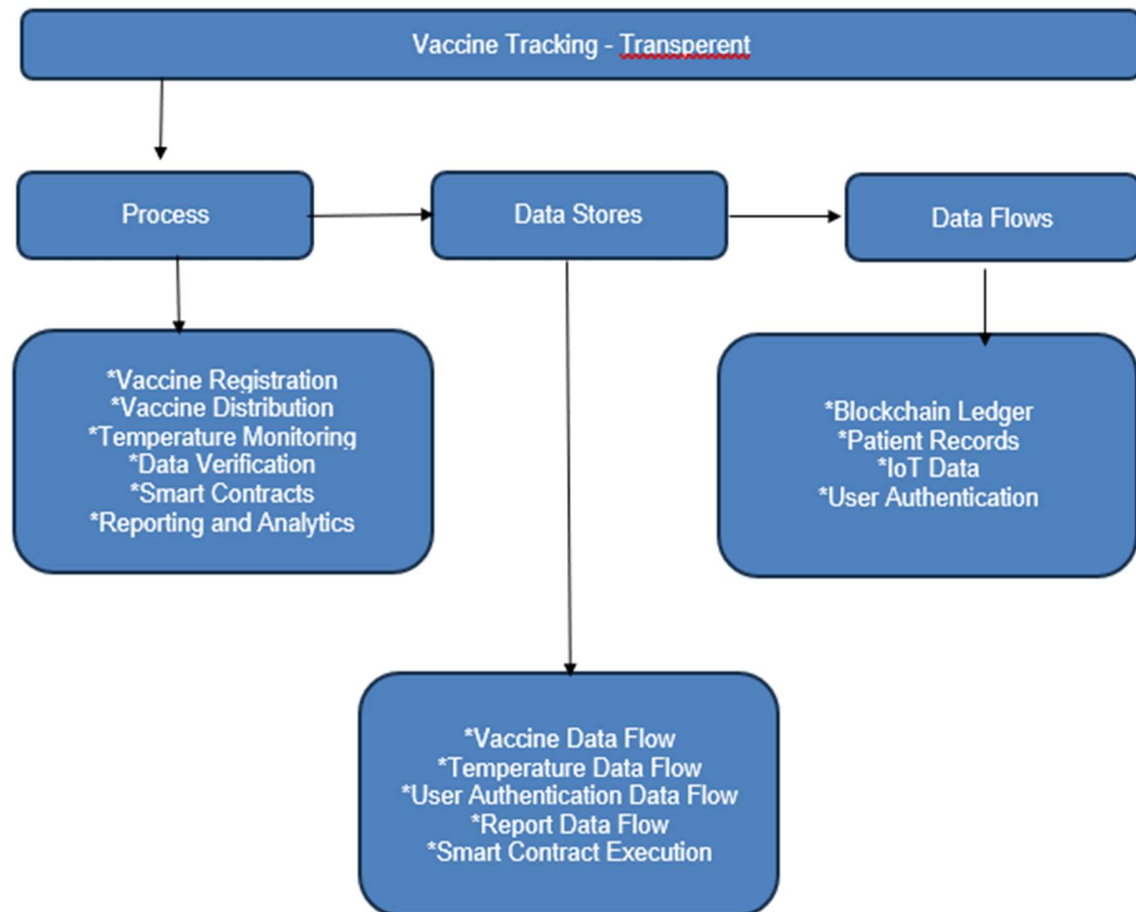 Vaccine Tracking - Transperent
Process
Data Stores
Data Flows
*Vaccine Registration
*Vaccine Distribution
*Temperature Monitoring
*Data Verification
*Smart Contracts
*Reporting and Analytics
*Blockchain Ledger
*Patient Records
*IoT Data
*User Authentication
*Vaccine Data Flow
*Temperature Data Flow
*User Authentication Data Flow
*Report Data Flow
*Smart Contract Execution